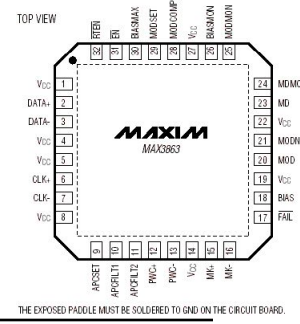 TOP VIEW
RTEN
EN
BIASMAX
MODSET
MODCOMP
VCC
BIASMON
MODMON
32 31 30 29 28 27 26 25
VCC 1
DATA+ 2
DATA- 3
VCC 4
VCC 5
CLK+ 6
CLK- 7
VCC 8
MAXIM
MAX3863
24
23 MD
22 VCC
21 MODN
20 MOD
19 VCC
18 BIAS
17 FAIL
9 10 11 12 13 14 15 16
APCSET
APCFILT1
APCFILT2
PWC+
PWC-
VCC
MK+
MK-
THE EXPOSED PADDLE MUST BE SOLDERED TO GND ON THE CIRCUIT BOARD.